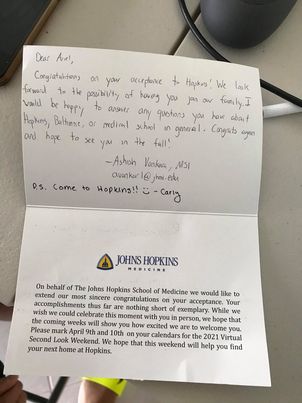 Dear Ariel,
Congratulations on your acceptance to Hopkins! We look
forward to the possibility of having you join our family. I
would be happy to answer any questions you have about
Hopkins, Baltimore, or medical school in general. Congrats again
and hope to see you in the fall!
- Ashish MS1
@jhmi.edu
P.S. Come to Hopkins!! - Carly
JOHNS HOPKINS
MEDICINE
On behalf of The Johns Hopkins School of Medicine we would like to
extend our most sincere congratulations on your acceptance. Your
accomplishments thus far are nothing short of exemplary. While we
wish we could celebrate this moment with you in person, we hope that
the coming weeks will show you how excited we are to welcome you.
Please mark April 9th and 10th on your calendars for the 2021 Virtual
Second Look Weekend. We hope that this weekend will help you find
your next home at Hopkins.